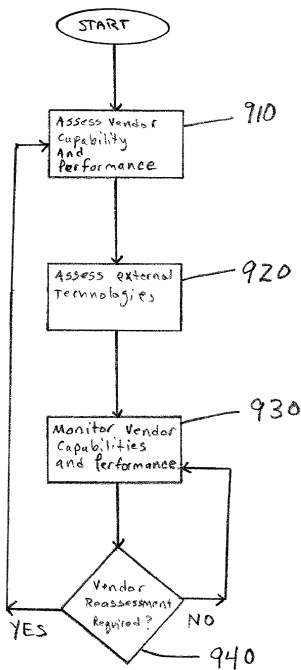 START
Assess Vendor
Capability
And
Performance
910
Assess external
Technologies
920
Monitor Vendor
Capabilities
and Performance
930
Vendor
Reassessment
Required?
YES
NO
940